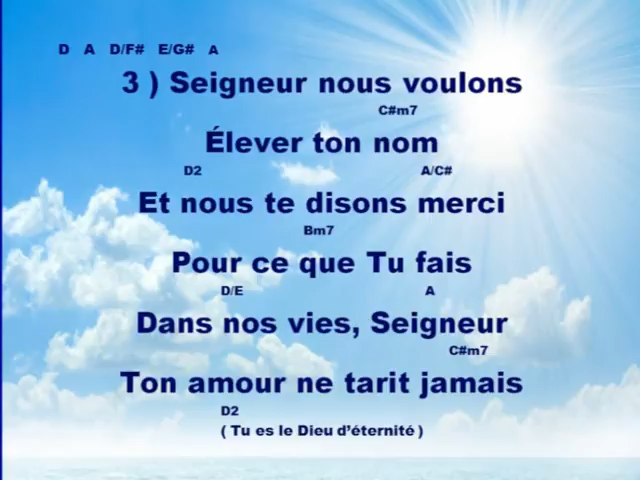 D A D/F# E/G# A
3 ) Seigneur nous voulons
C#m7
Élever ton nom
D2 A/C#
Et nous te disons merci
Bm7
Pour ce que Tu fais
D/E A
Dans nos vies, Seigneur
C#m7
Ton amour ne tarit jamais
D2
( Tu es le Dieu d'éternité )